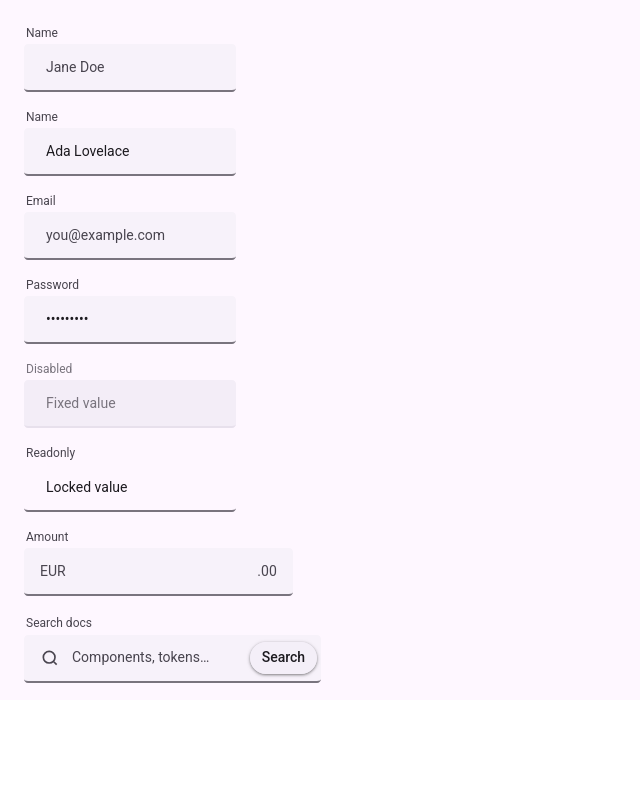 Name
Jane Doe
Name
Ada Lovelace
Email
you@example.com
Password
•••••••••
Disabled
Fixed value
Readonly
Locked value
Amount
EUR .00
Search docs
Components, tokens… Search